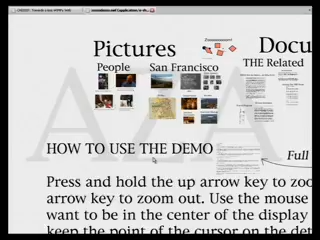 Pictures
Docu
People
San Francisco
THE Related
AZA
HOW TO USE THE DEMO
Full
Press and hold the up arrow key to zoo
arrow key to zoom out. Use the mouse
want to be in the center of the display
keep the point of the cursor on the det